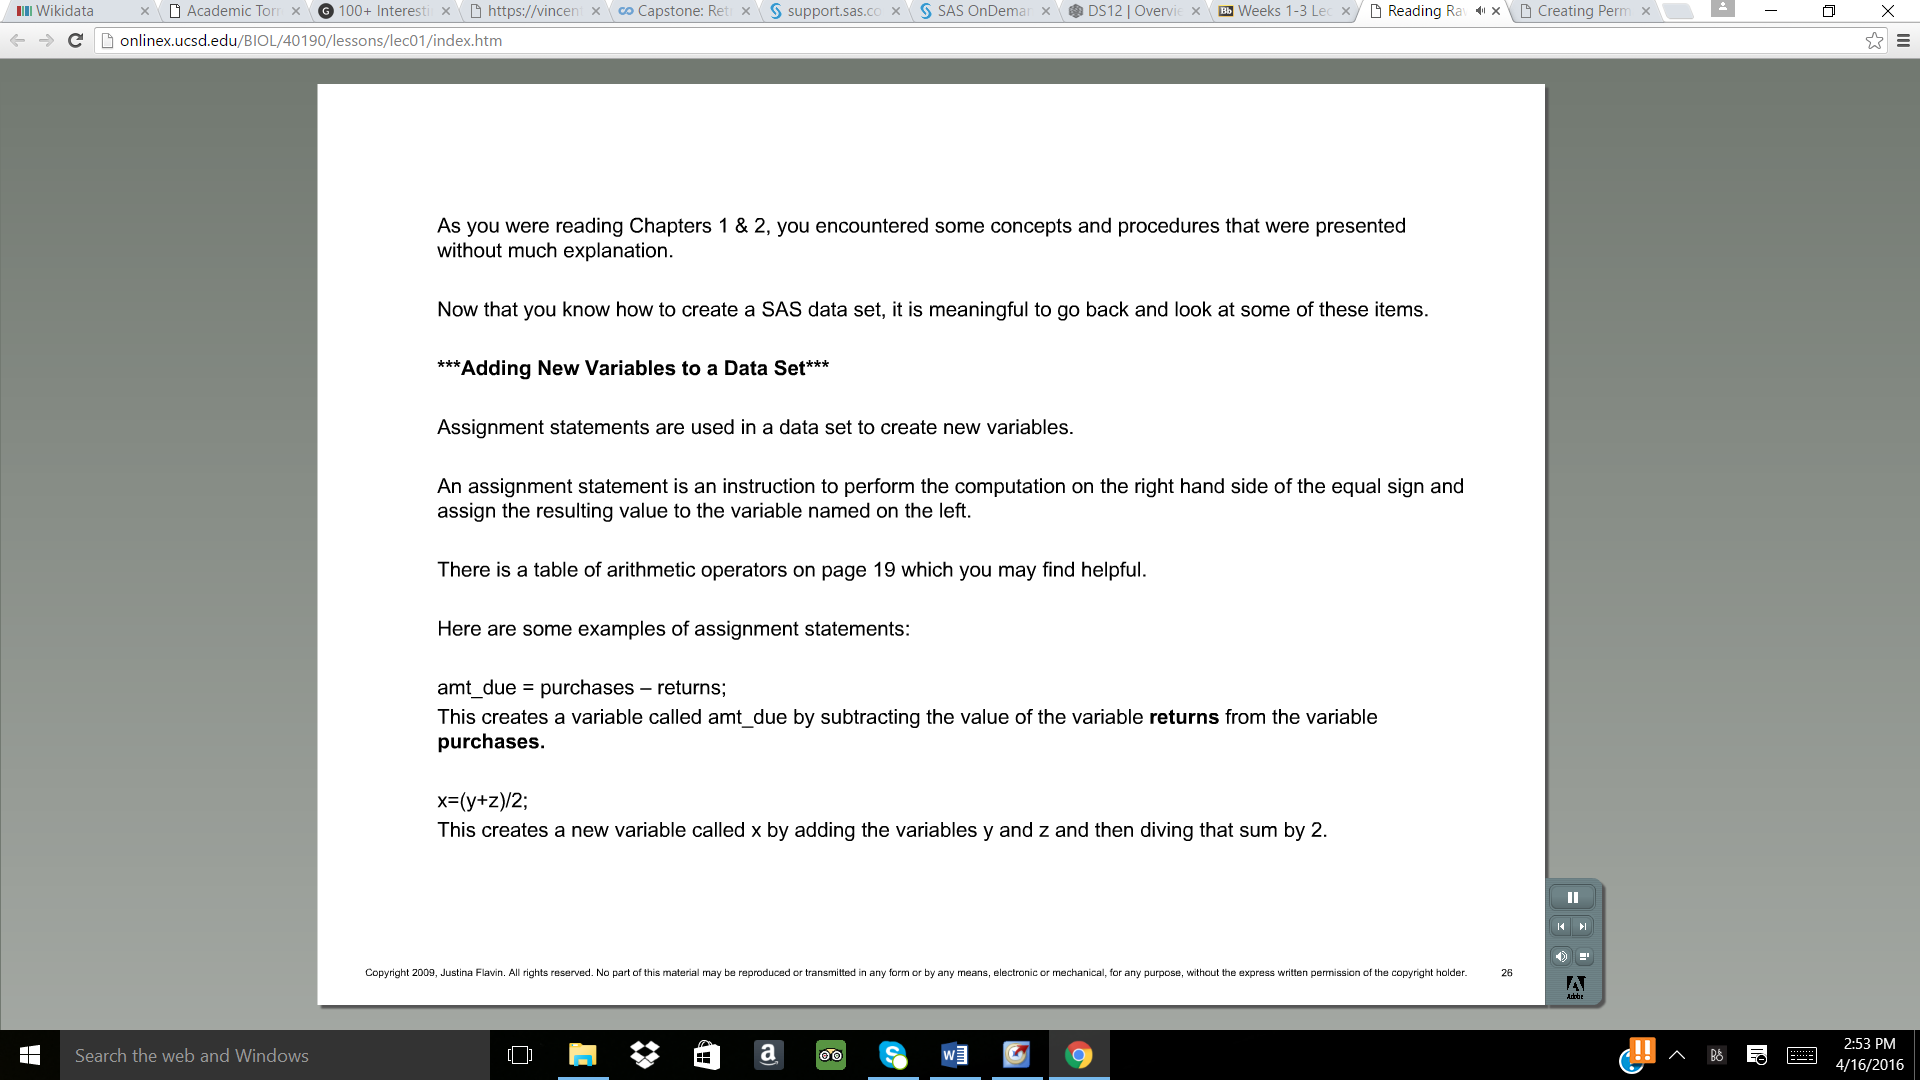 Wikidata
Academic Torr
100+ Interesti
https://vincen
Capstone: Ret
support.sas.co
SAS OnDeman
DS12 | Overvie
Bb Weeks 1-3 Lec
Reading Ra
Creating Perm
onlinex.ucsd.edu/BIOL/40190/lessons/lec01/index.htm
As you were reading Chapters 1 & 2, you encountered some concepts and procedures that were presented
without much explanation.
Now that you know how to create a SAS data set, it is meaningful to go back and look at some of these items.
***Adding New Variables to a Data Set***
Assignment statements are used in a data set to create new variables.
An assignment statement is an instruction to perform the computation on the right hand side of the equal sign and
assign the resulting value to the variable named on the left.
There is a table of arithmetic operators on page 19 which you may find helpful.
Here are some examples of assignment statements:
amt_due = purchases – returns;
This creates a variable called amt_due by subtracting the value of the variable returns from the variable
purchases.
x=(y+z)/2;
This creates a new variable called x by adding the variables y and z and then diving that sum by 2.
Copyright 2009, Justina Flavin. All rights reserved. No part of this material may be reproduced or transmitted in any form or by any means, electronic or mechanical, for any purpose, without the express written permission of the copyright holder. 26
Adobe
Search the web and Windows
2:53 PM
4/16/2016